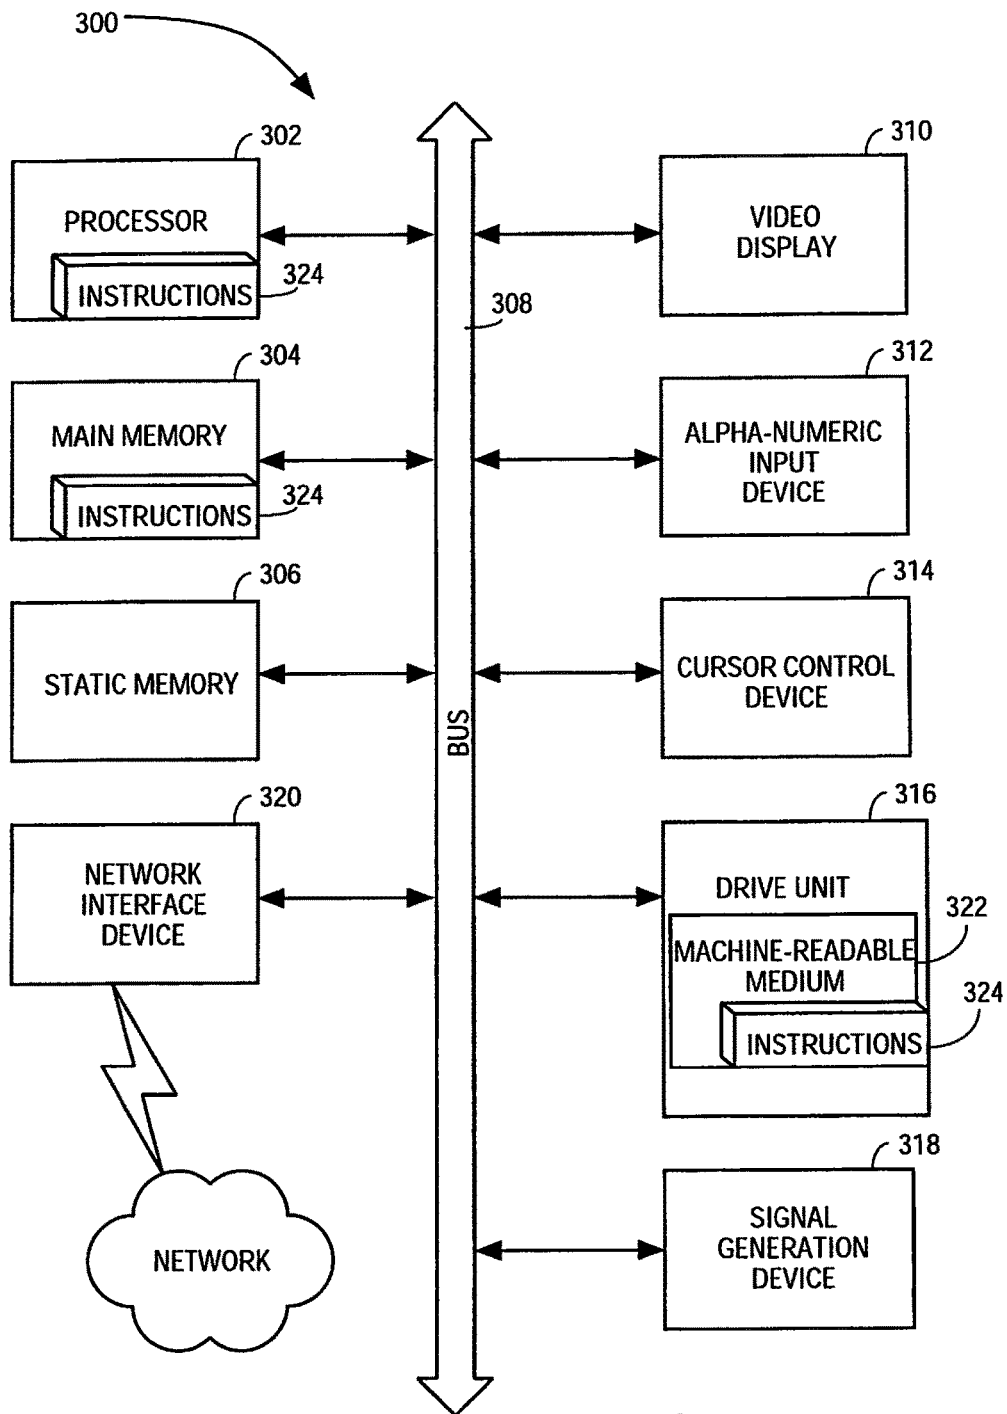 300
302
PROCESSOR
INSTRUCTIONS
324
304
MAIN MEMORY
INSTRUCTIONS
324
306
STATIC MEMORY
320
NETWORK
INTERFACE
DEVICE
NETWORK
308
BUS
310
VIDEO
DISPLAY
312
ALPHA-NUMERIC
INPUT
DEVICE
314
CURSOR CONTROL
DEVICE
316
DRIVE UNIT
322
MACHINE-READABLE
MEDIUM
324
INSTRUCTIONS
318
SIGNAL
GENERATION
DEVICE